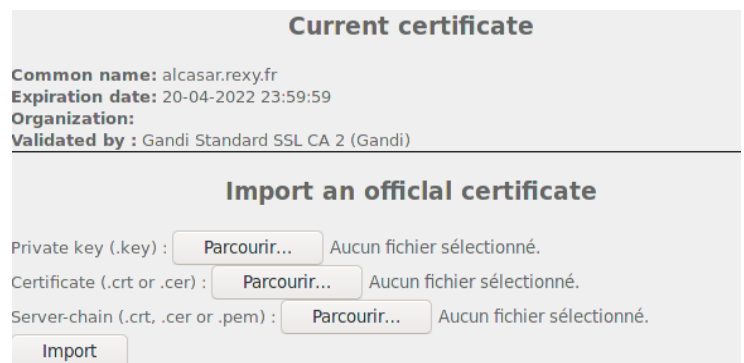 Current certificate
Common name: alcasar.rexy.fr
Expiration date: 20-04-2022 23:59:59
Organization:
Validated by : Gandi Standard SSL CA 2 (Gandi)
Import an officlal certificate
Private key (.key) : Parcourir... Aucun fichier sélectionné.
Certificate (.crt or .cer) : Parcourir... Aucun fichier sélectionné.
Server-chain (.crt, .cer or .pem) : Parcourir... Aucun fichier sélectionné.
Import